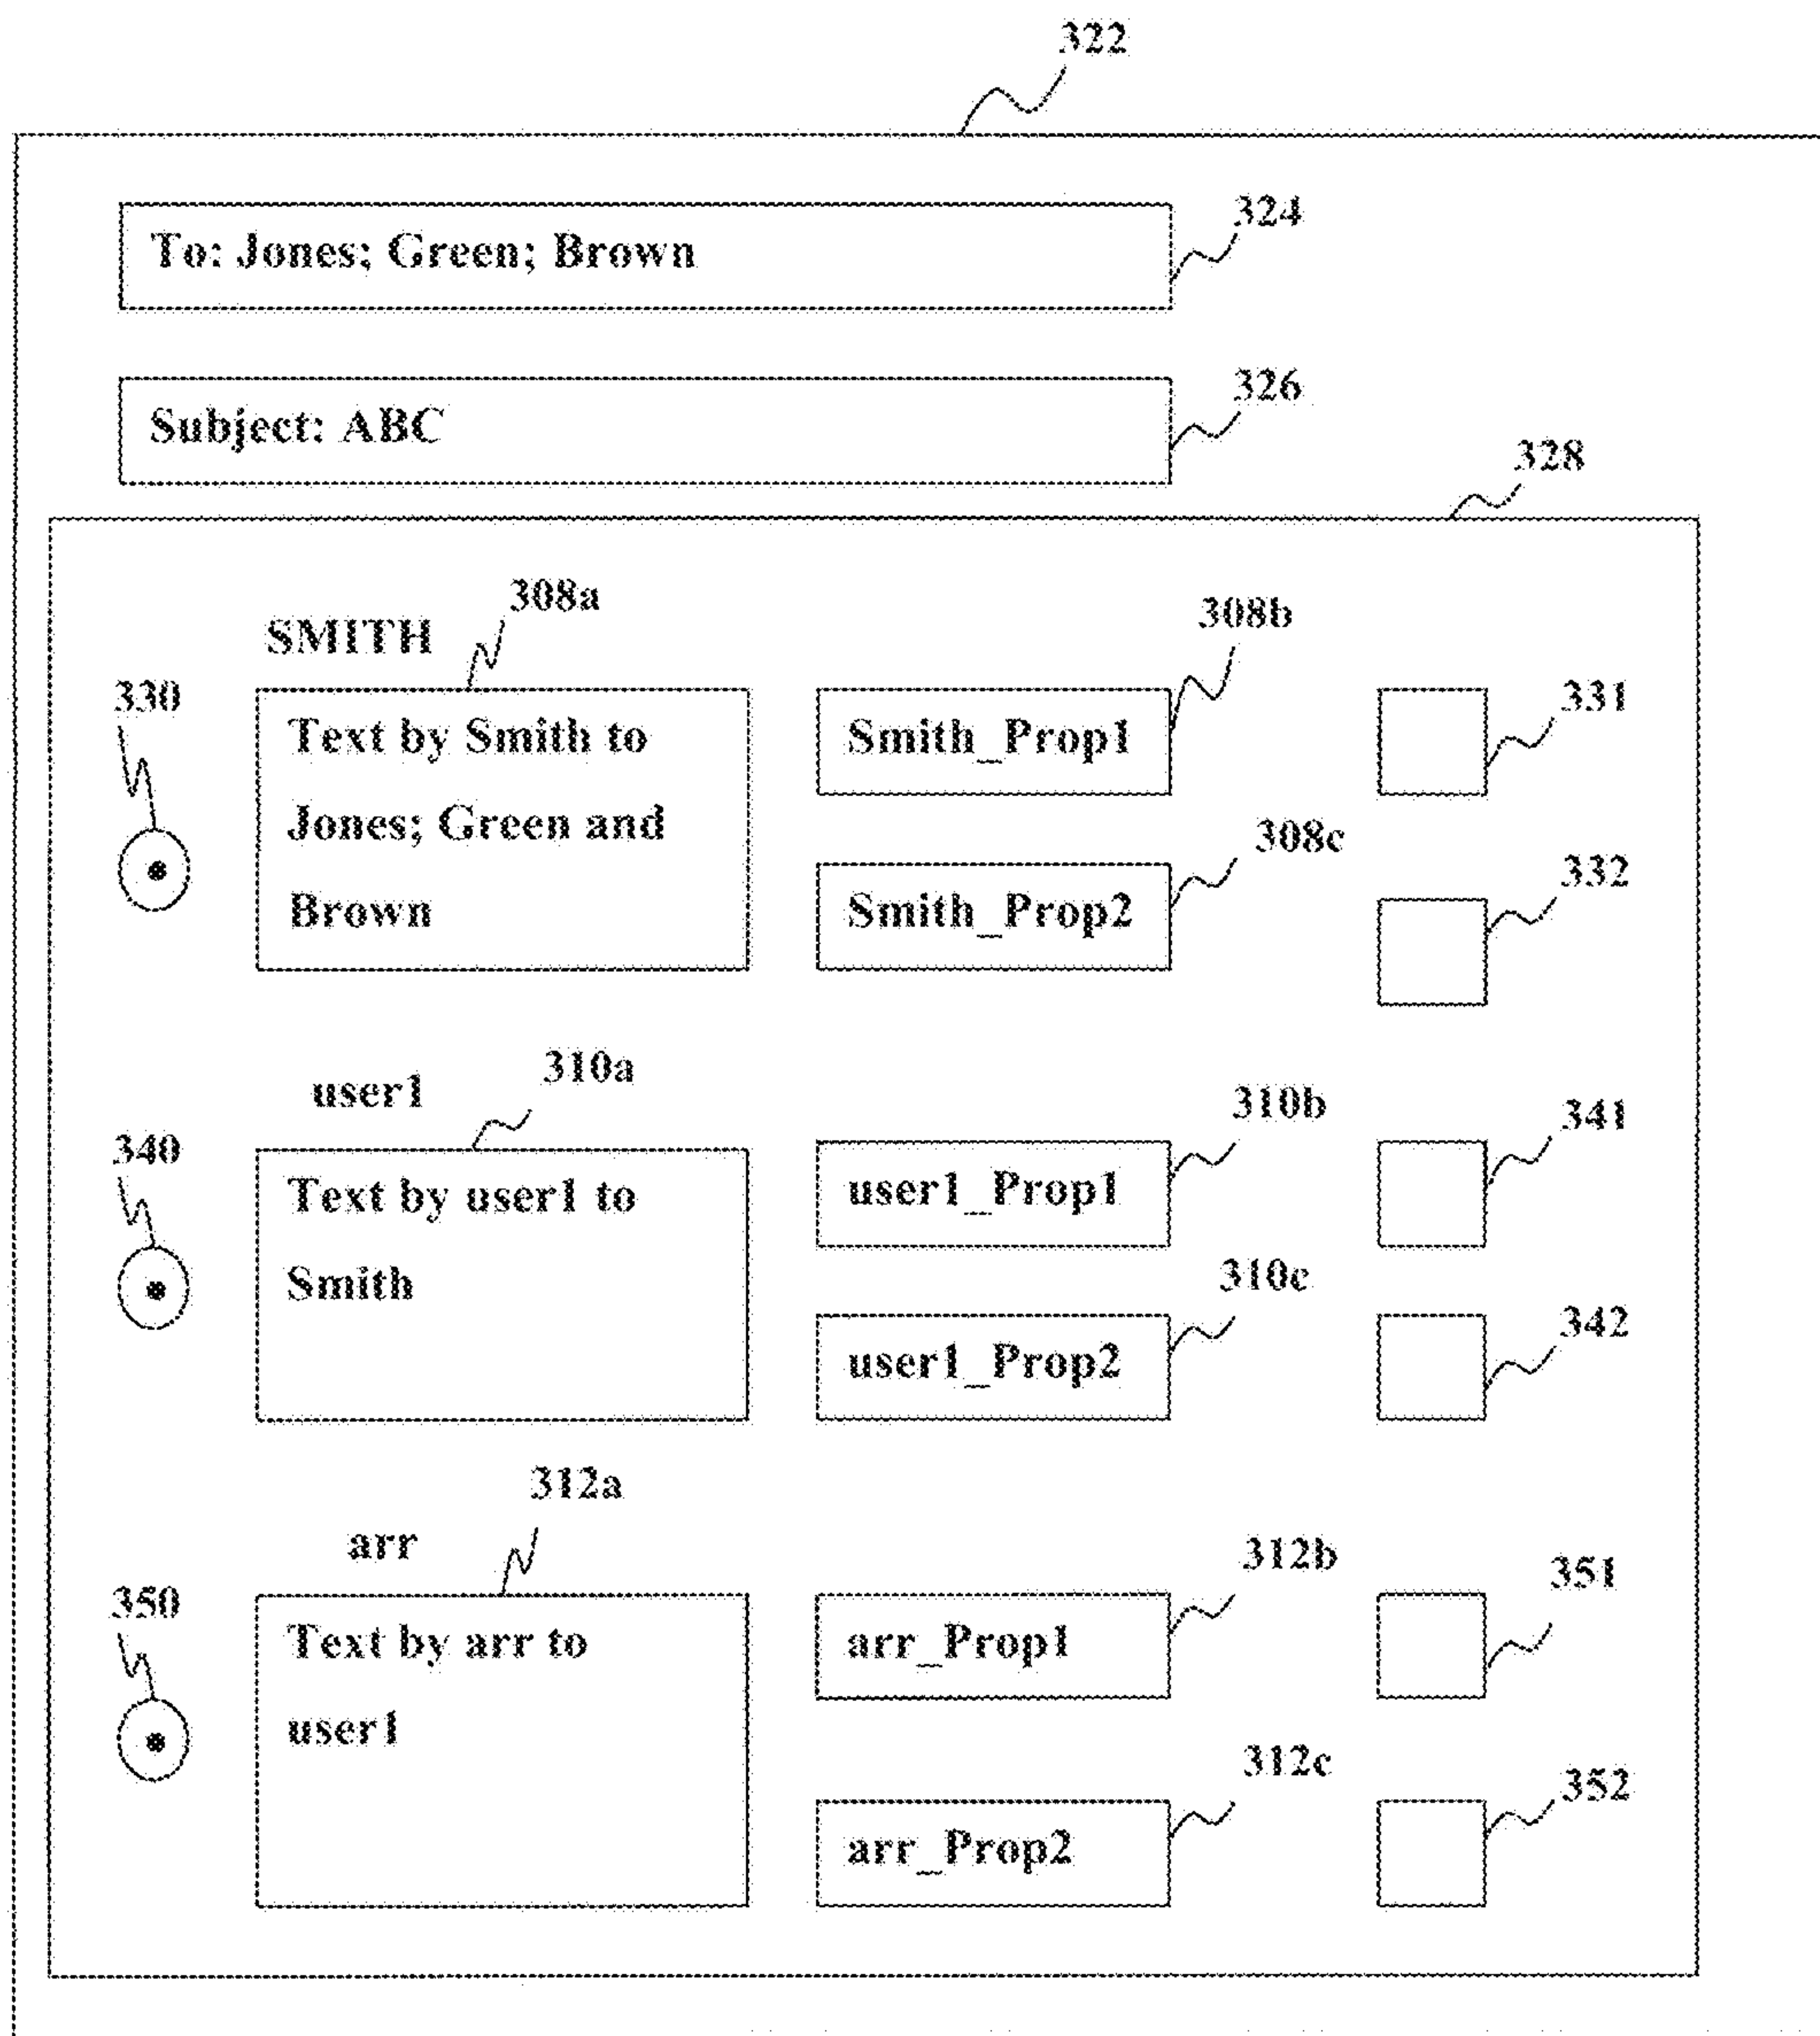 322
To: Jones; Green; Brown
324
Subject: ABC
326
328
SMITH
308a
308b
330
Text by Smith to
Jones; Green and
Brown
Smith_Prop1
331
308c
Smith_Prop2
332
user1
310a
310b
340
Text by user1 to
Smith
user1_Prop1
341
310c
user1_Prop2
342
arr
312a
312b
350
Text by arr to
user1
arr_Prop1
351
312c
arr_Prop2
352